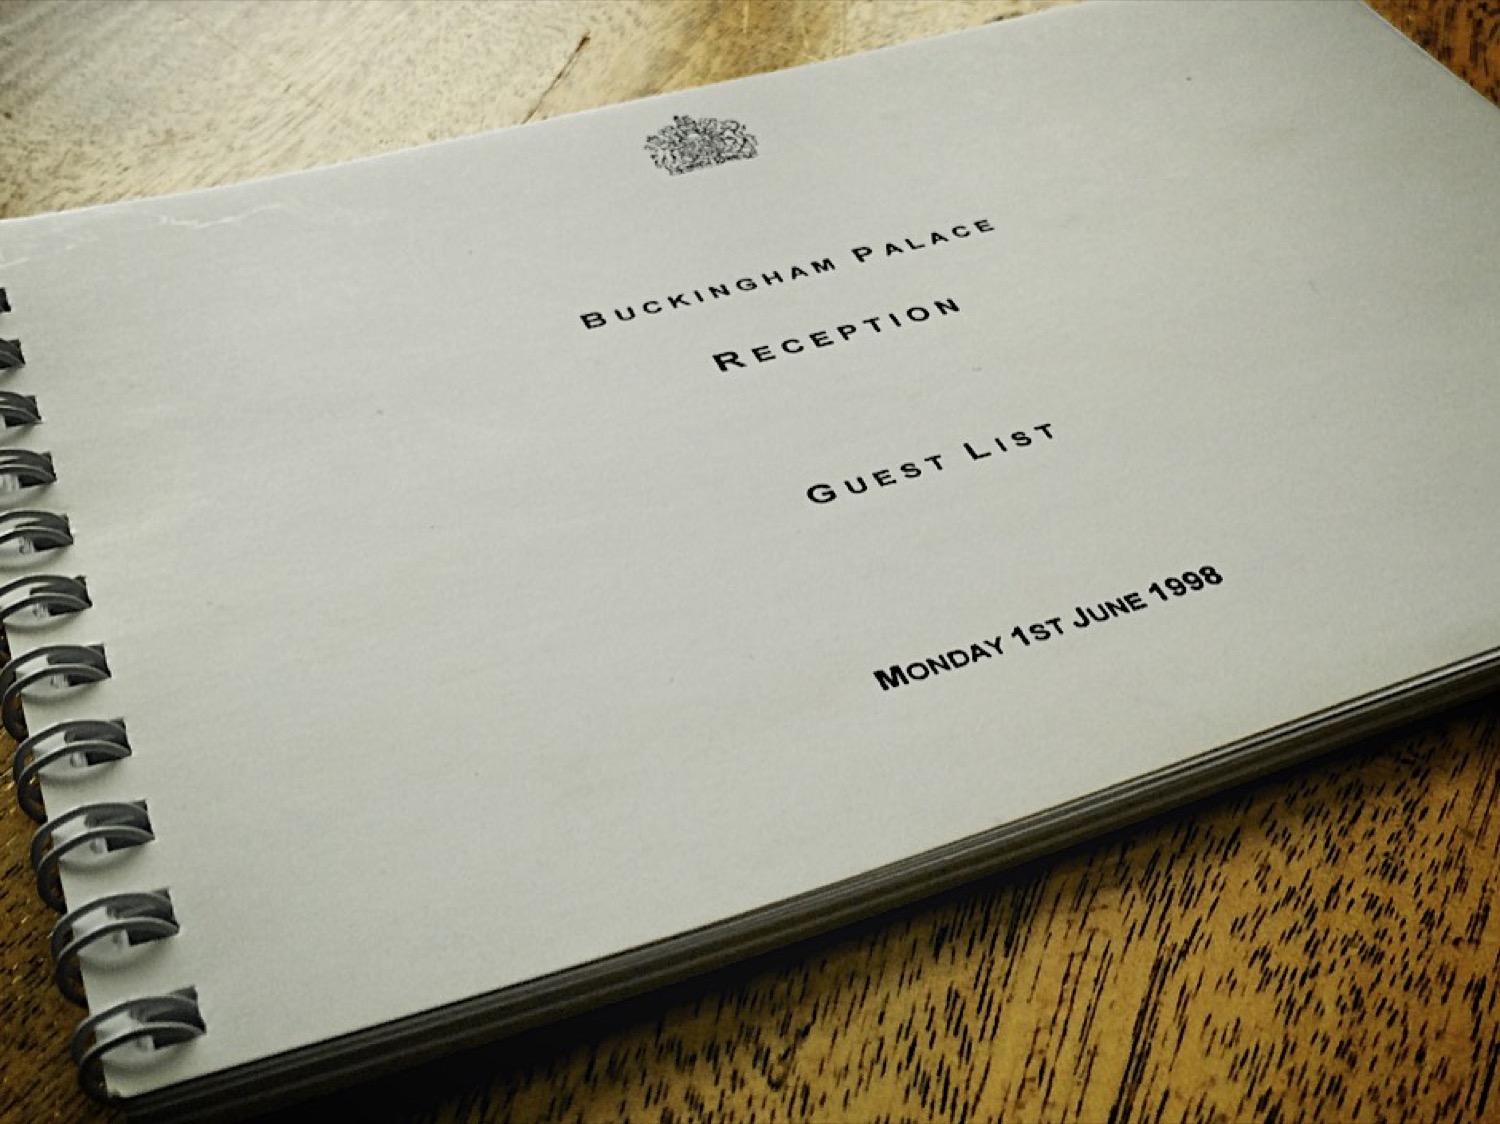 BUCKINGHAM PALACE
RECEPTION
GUEST LIST
MONDAY 1ST JUNE 1998